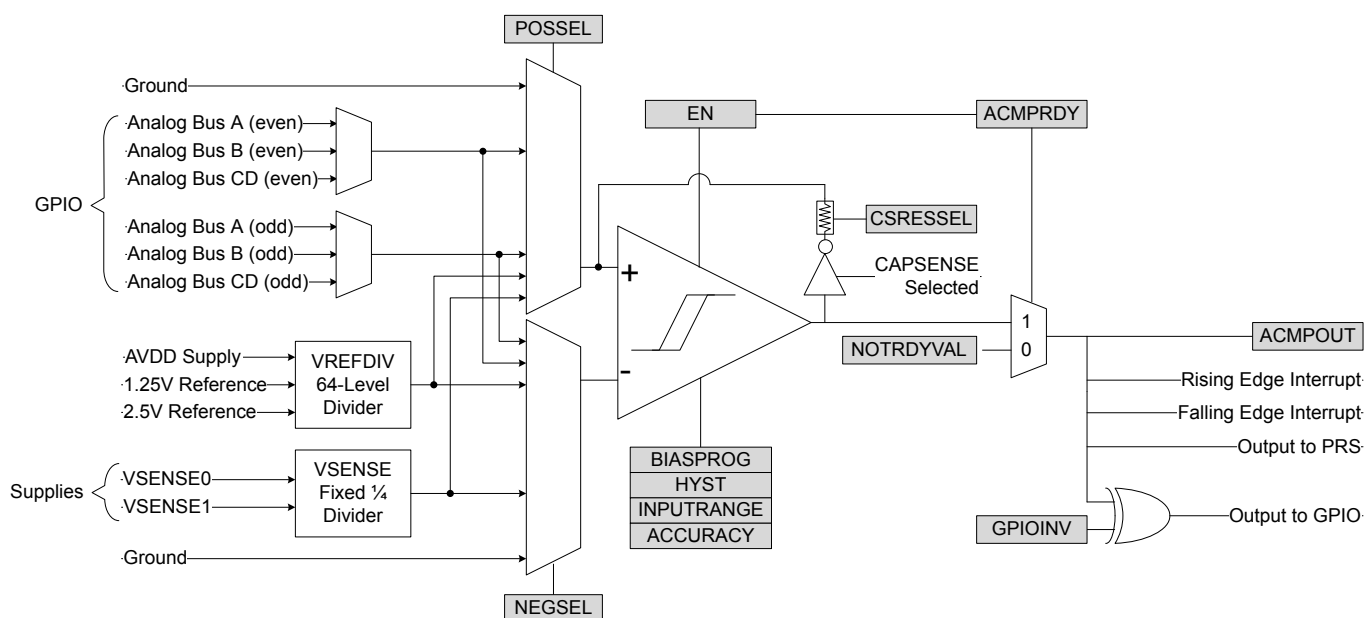 POSSEL
Ground
Analog Bus A (even)
Analog Bus B (even)
Analog Bus CD (even)
GPIO
Analog Bus A (odd)
Analog Bus B (odd)
Analog Bus CD (odd)
EN
ACMPRDY
CSRESSEL
+
-
CAPSENSE
Selected
1
0
NOTRDYVAL
ACMPOUT
AVDD Supply
1.25V Reference
2.5V Reference
VREFDIV
64-Level
Divider
Rising Edge Interrupt
Falling Edge Interrupt
Output to PRS
Supplies
VSENSE0
VSENSE1
VSENSE
Fixed ¼
Divider
BIASPROG
HYST
INPUTRANGE
ACCURACY
GPIOINV
Output to GPIO
Ground
NEGSEL